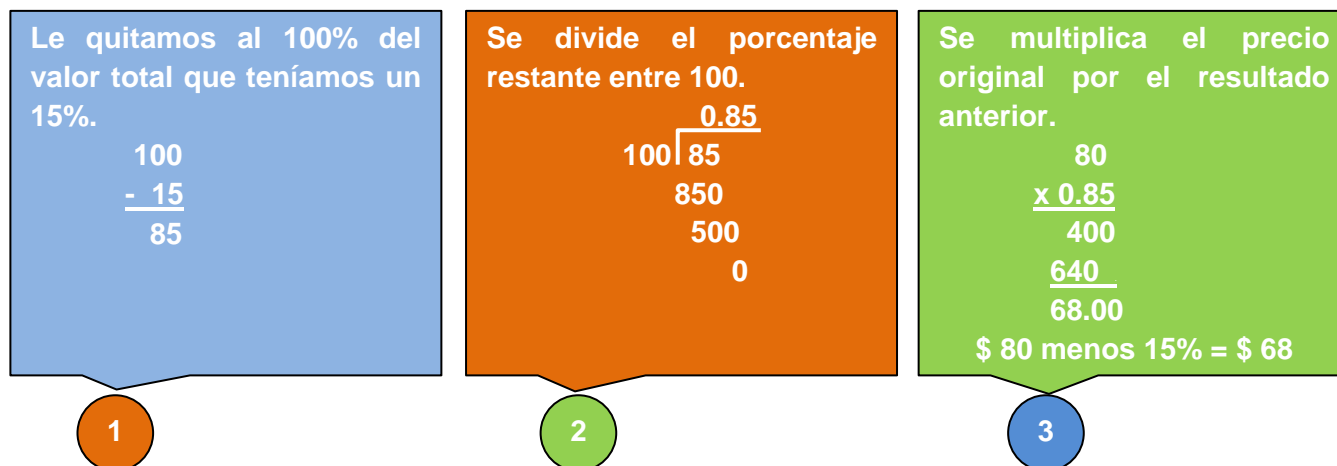 Le quitamos al 100% del
valor total que teníamos un
15%.
100
- 15
85
1
Se divide el porcentaje
restante entre 100.
0.85
100 85
850
500
0
2
Se multiplica el precio
original por el resultado
anterior.
80
x 0.85
400
640
68.00
$ 80 menos 15% = $ 68
3